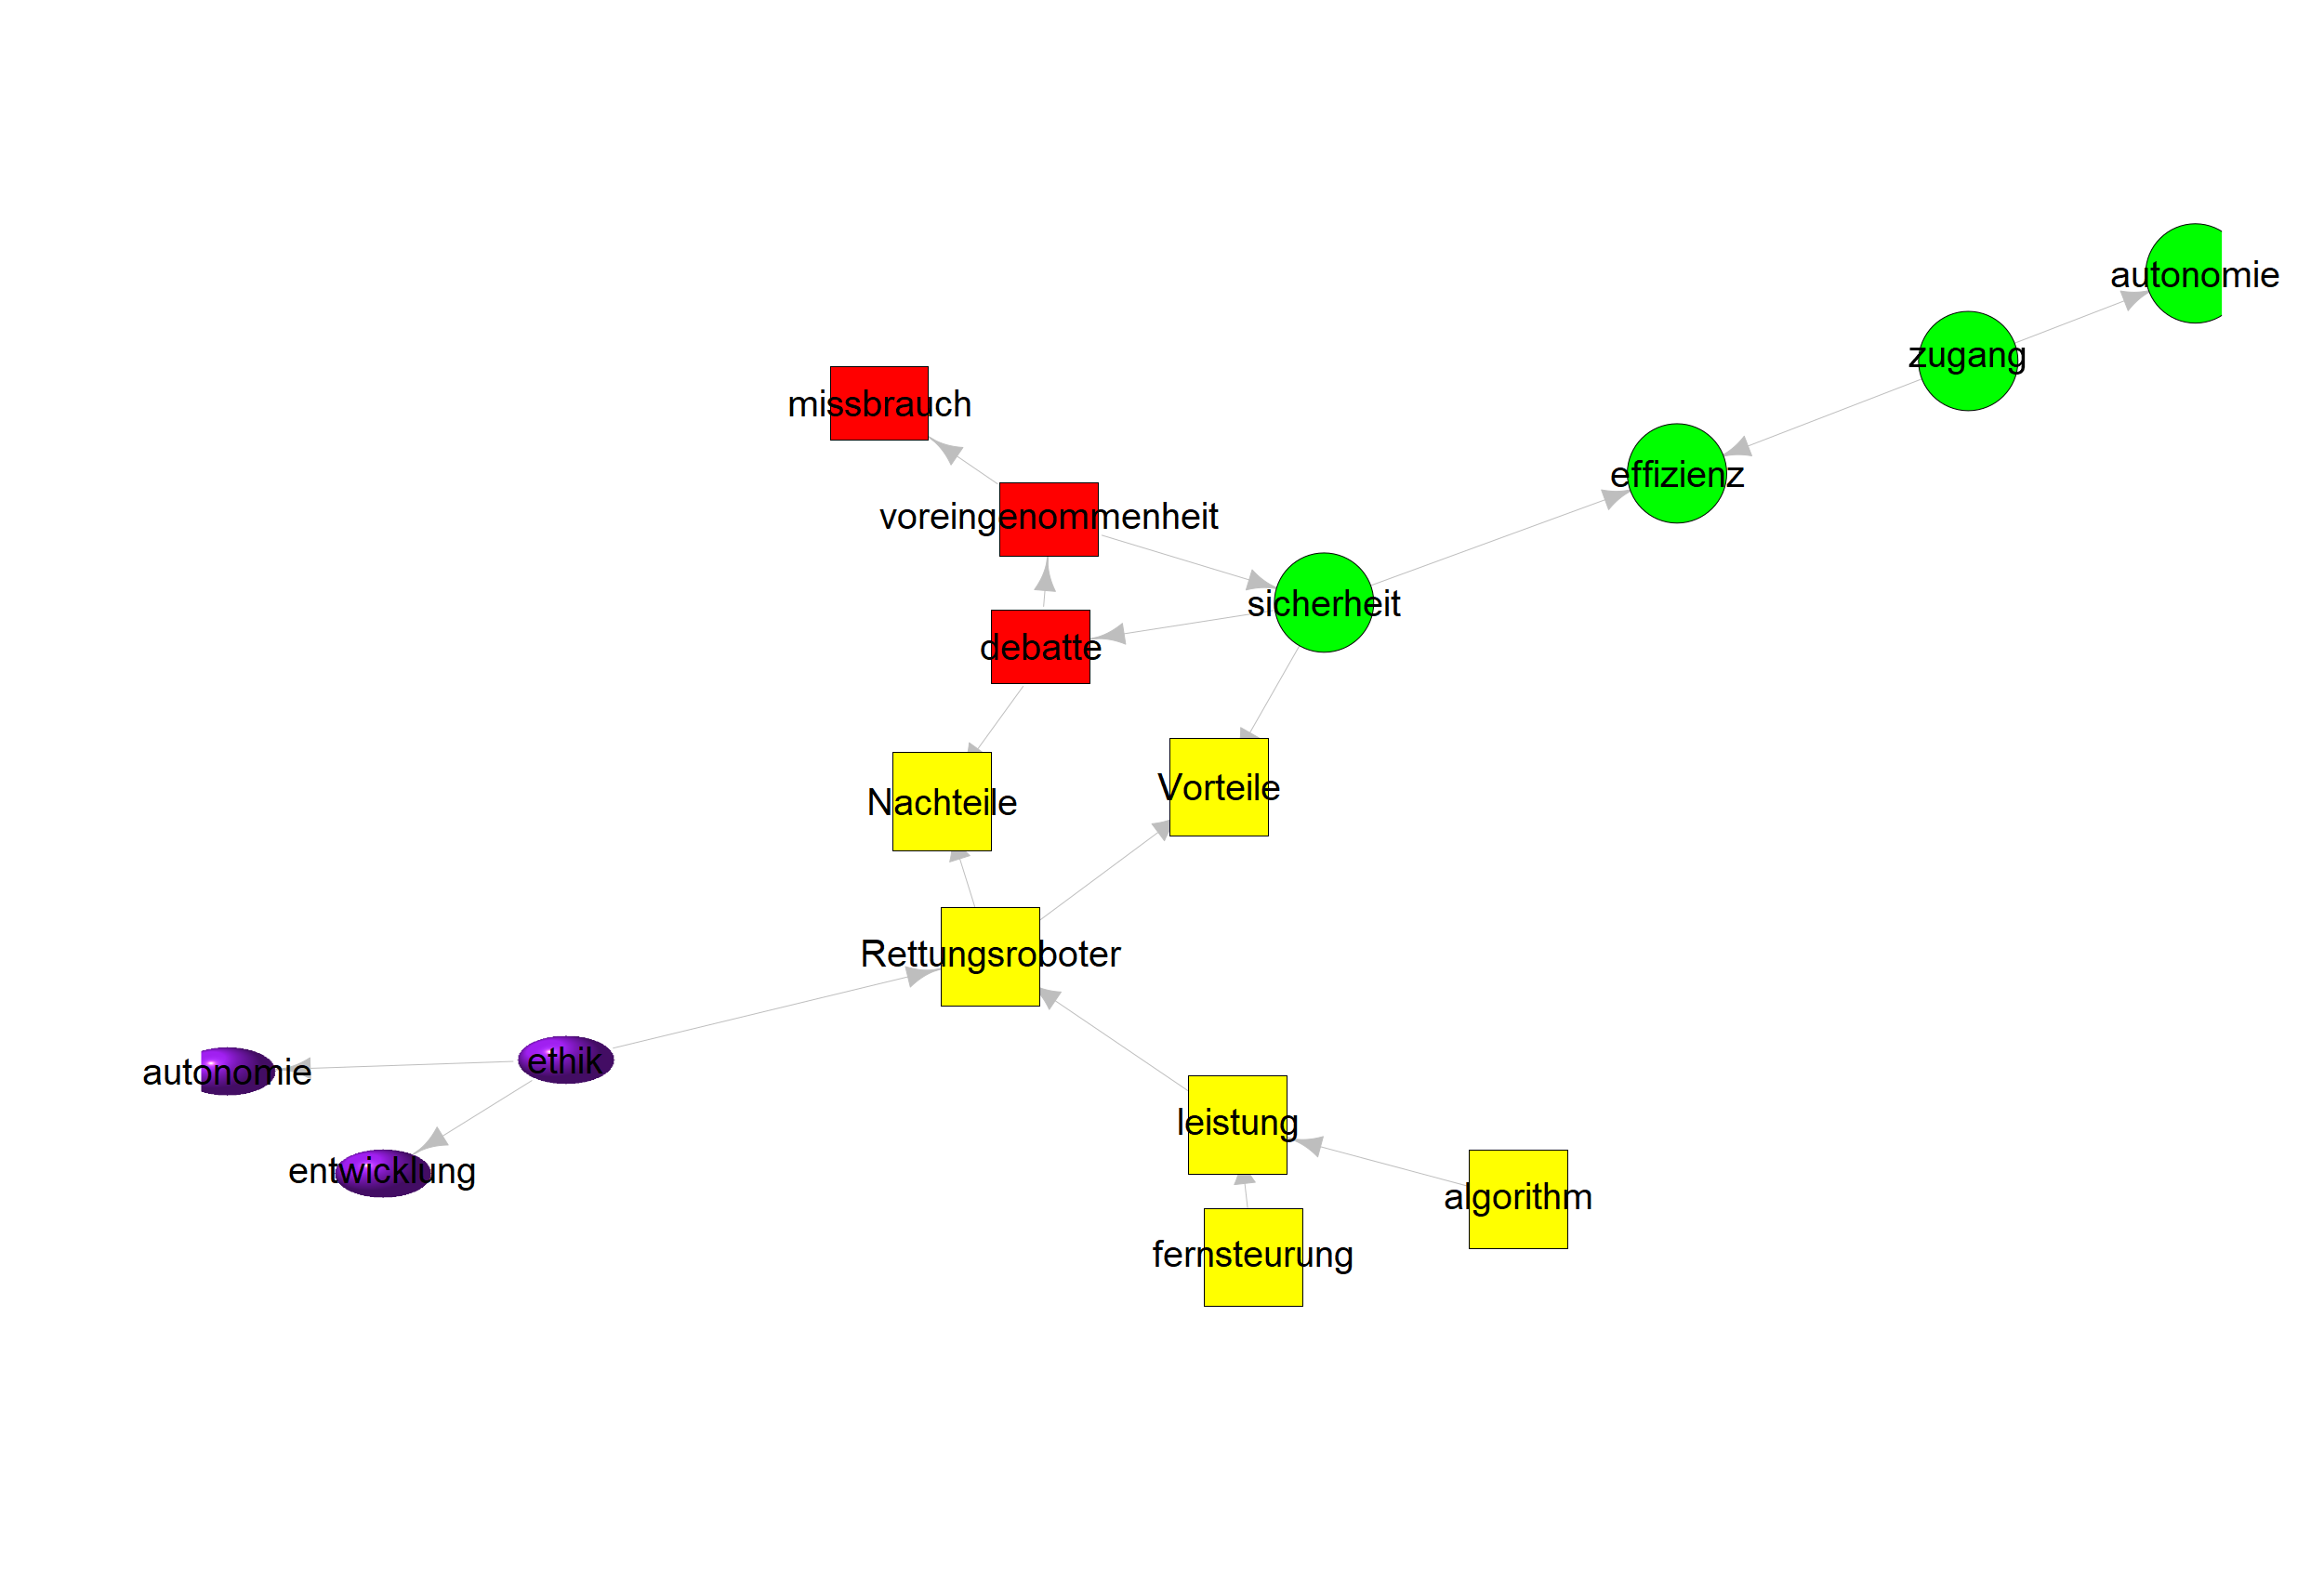 autonomie
zugang
missbrauch
effizienz
voreingenommenheit
sicherheit
debatte
Vorteile
Nachteile
Rettungsroboter
ethik
autonomie
leistung
entwicklung
algorithm
fernsteurung